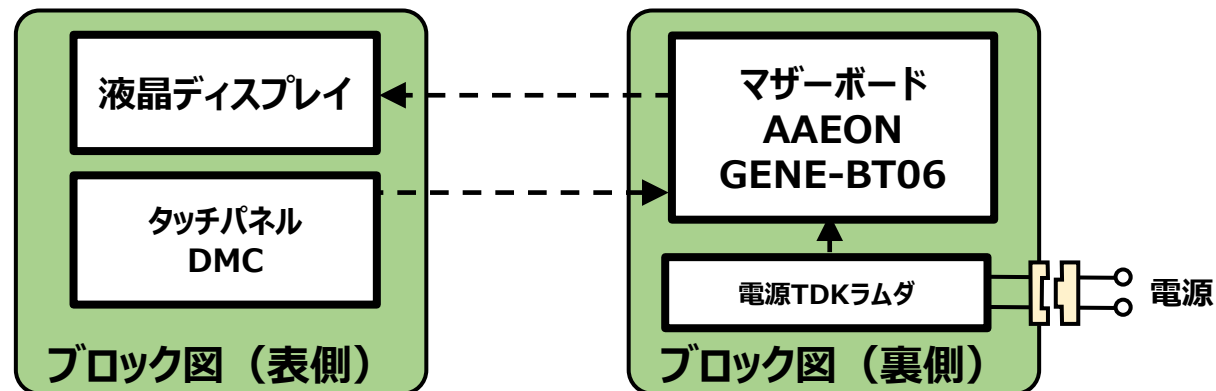 液晶ディスプレイ
タッチパネル
DMC
ブロック図（表側）
マザーボード
AAEON
GENE-BT06
電源TDKラムダ
電源
ブロック図（裏側）